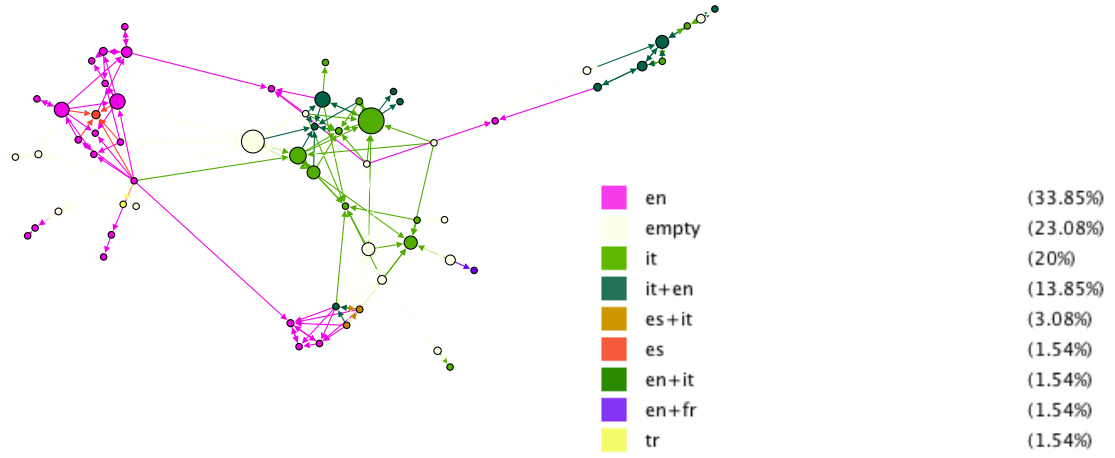 en (33.85%)
empty (23.08%)
it (20%)
it+en (13.85%)
es+it (3.08%)
es (1.54%)
en+it (1.54%)
en+fr (1.54%)
tr (1.54%)